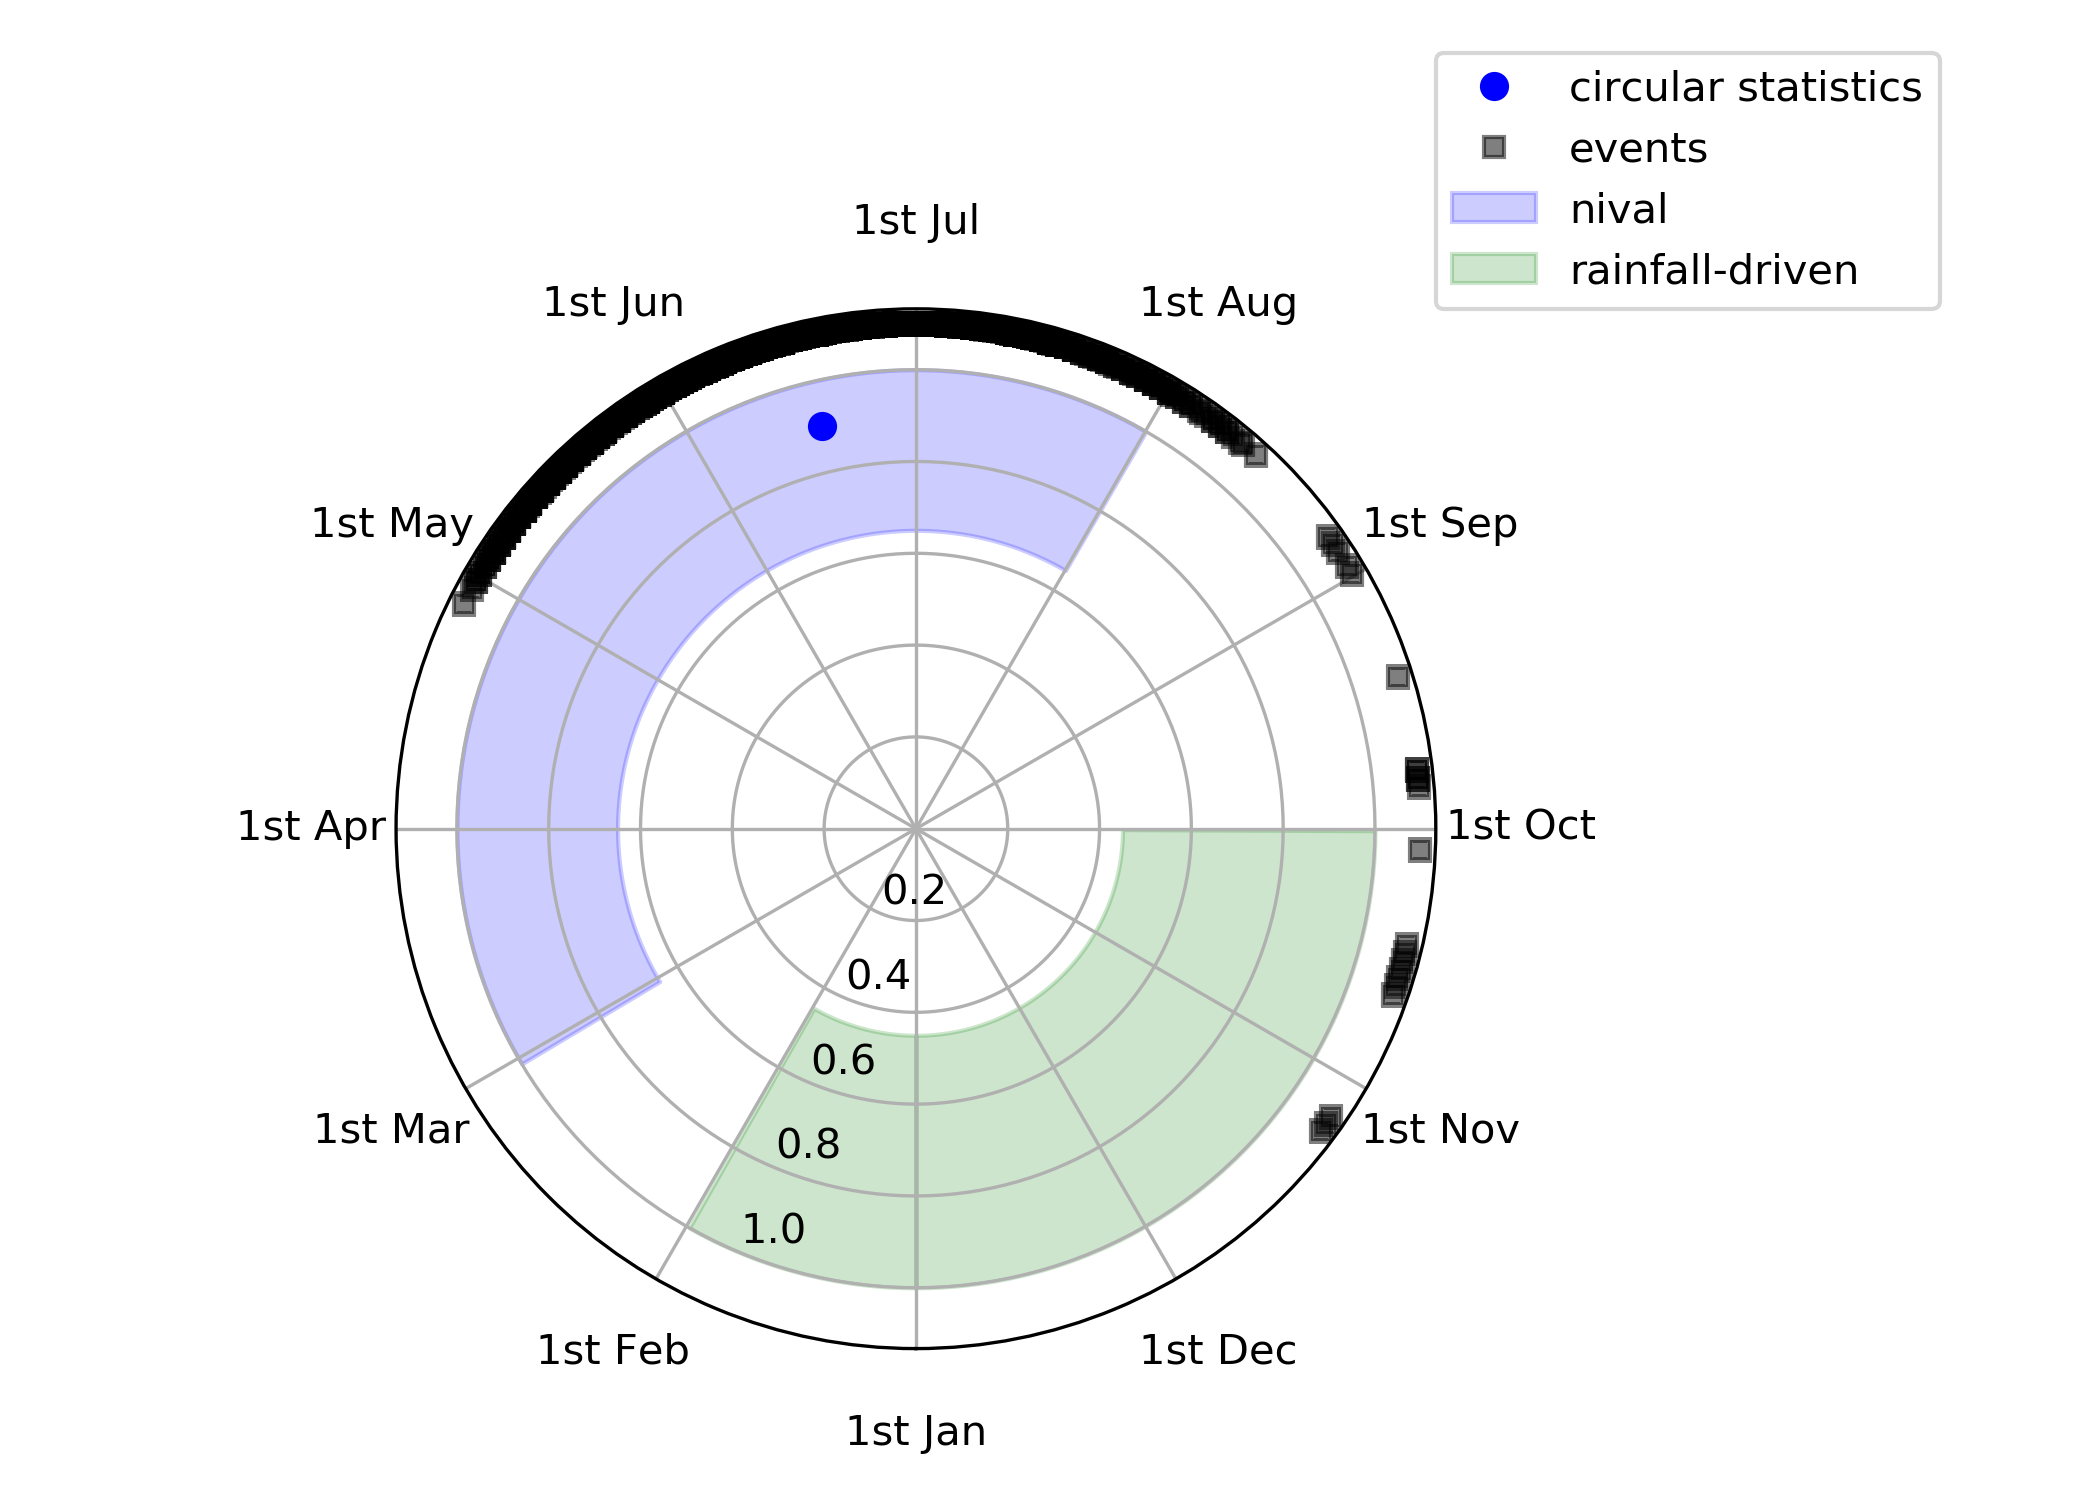 circular statistics
events
nival
rainfall-driven
1st Jul
1st Jun
1st Aug
1st May
1st Sep
1st Apr
1st Oct
0.2
0.4
0.6
0.8
1.0
1st Mar
1st Nov
1st Feb
1st Dec
1st Jan